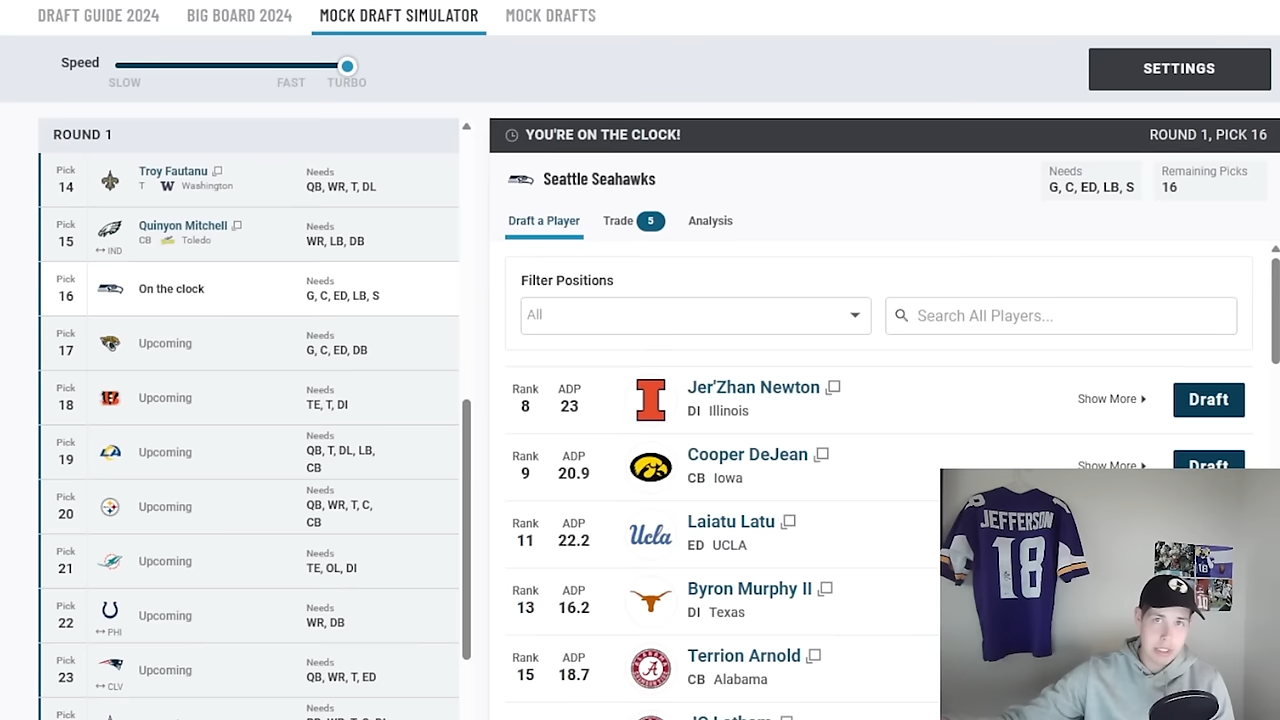 DRAFT GUIDE 2024 BIG BOARD 2024 MOCK DRAFT SIMULATOR MOCK DRAFTS
Speed
SLOW FAST TURBO
SETTINGS
ROUND 1
Pick 14 Troy Fautanu Needs
T W Washington QB, WR, T, DL
Pick 15 Quinyon Mitchell Needs
CB Toledo WR, LB, DB
↔ IND
Pick 16 On the clock Needs
G, C, ED, LB, S
Pick 17 Upcoming Needs
G, C, ED, DB
Pick 18 Upcoming Needs
TE, T, DI
Pick 19 Upcoming Needs
QB, T, DL, LB,
CB
Pick 20 Upcoming Needs
QB, WR, T, C,
CB
Pick 21 Upcoming Needs
TE, OL, DI
Pick 22 Upcoming Needs
WR, DB
↔ PHI
Pick 23 Upcoming Needs
QB, WR, T, ED
↔ CLV
Pick
YOU'RE ON THE CLOCK! ROUND 1, PICK 16
Seattle Seahawks
Needs
G, C, ED, LB, S
Remaining Picks
16
Draft a Player Trade 5 Analysis
Filter Positions
All Search All Players...
Rank 8 ADP 23 Jer'Zhan Newton
DI Illinois
Show More Draft
Rank 9 ADP 20.9 Cooper DeJean
CB Iowa
Show More Draft
Rank 11 ADP 22.2 Ucla Laiatu Latu
ED UCLA
Rank 13 ADP 16.2 Byron Murphy II
DI Texas
Rank 15 ADP 18.7 Terrion Arnold
CB Alabama
JEFFERSON
18